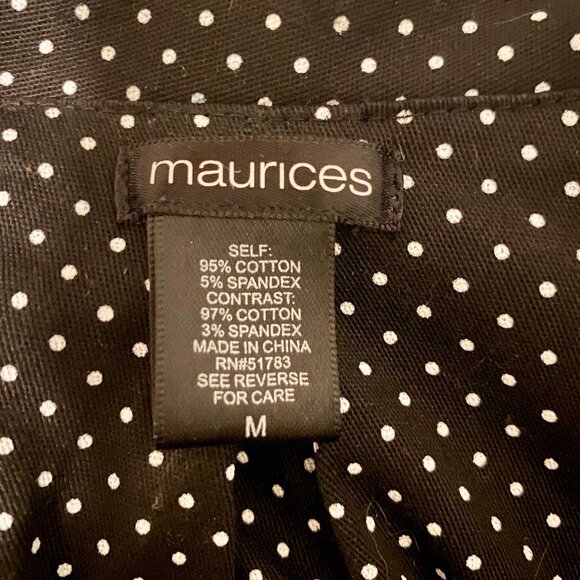 maurices
SELF:
95% COTTON
5% SPANDEX
CONTRAST:
97% COTTON
3% SPANDEX
MADE IN CHINA
RN#51783
SEE REVERSE
FOR CARE
M